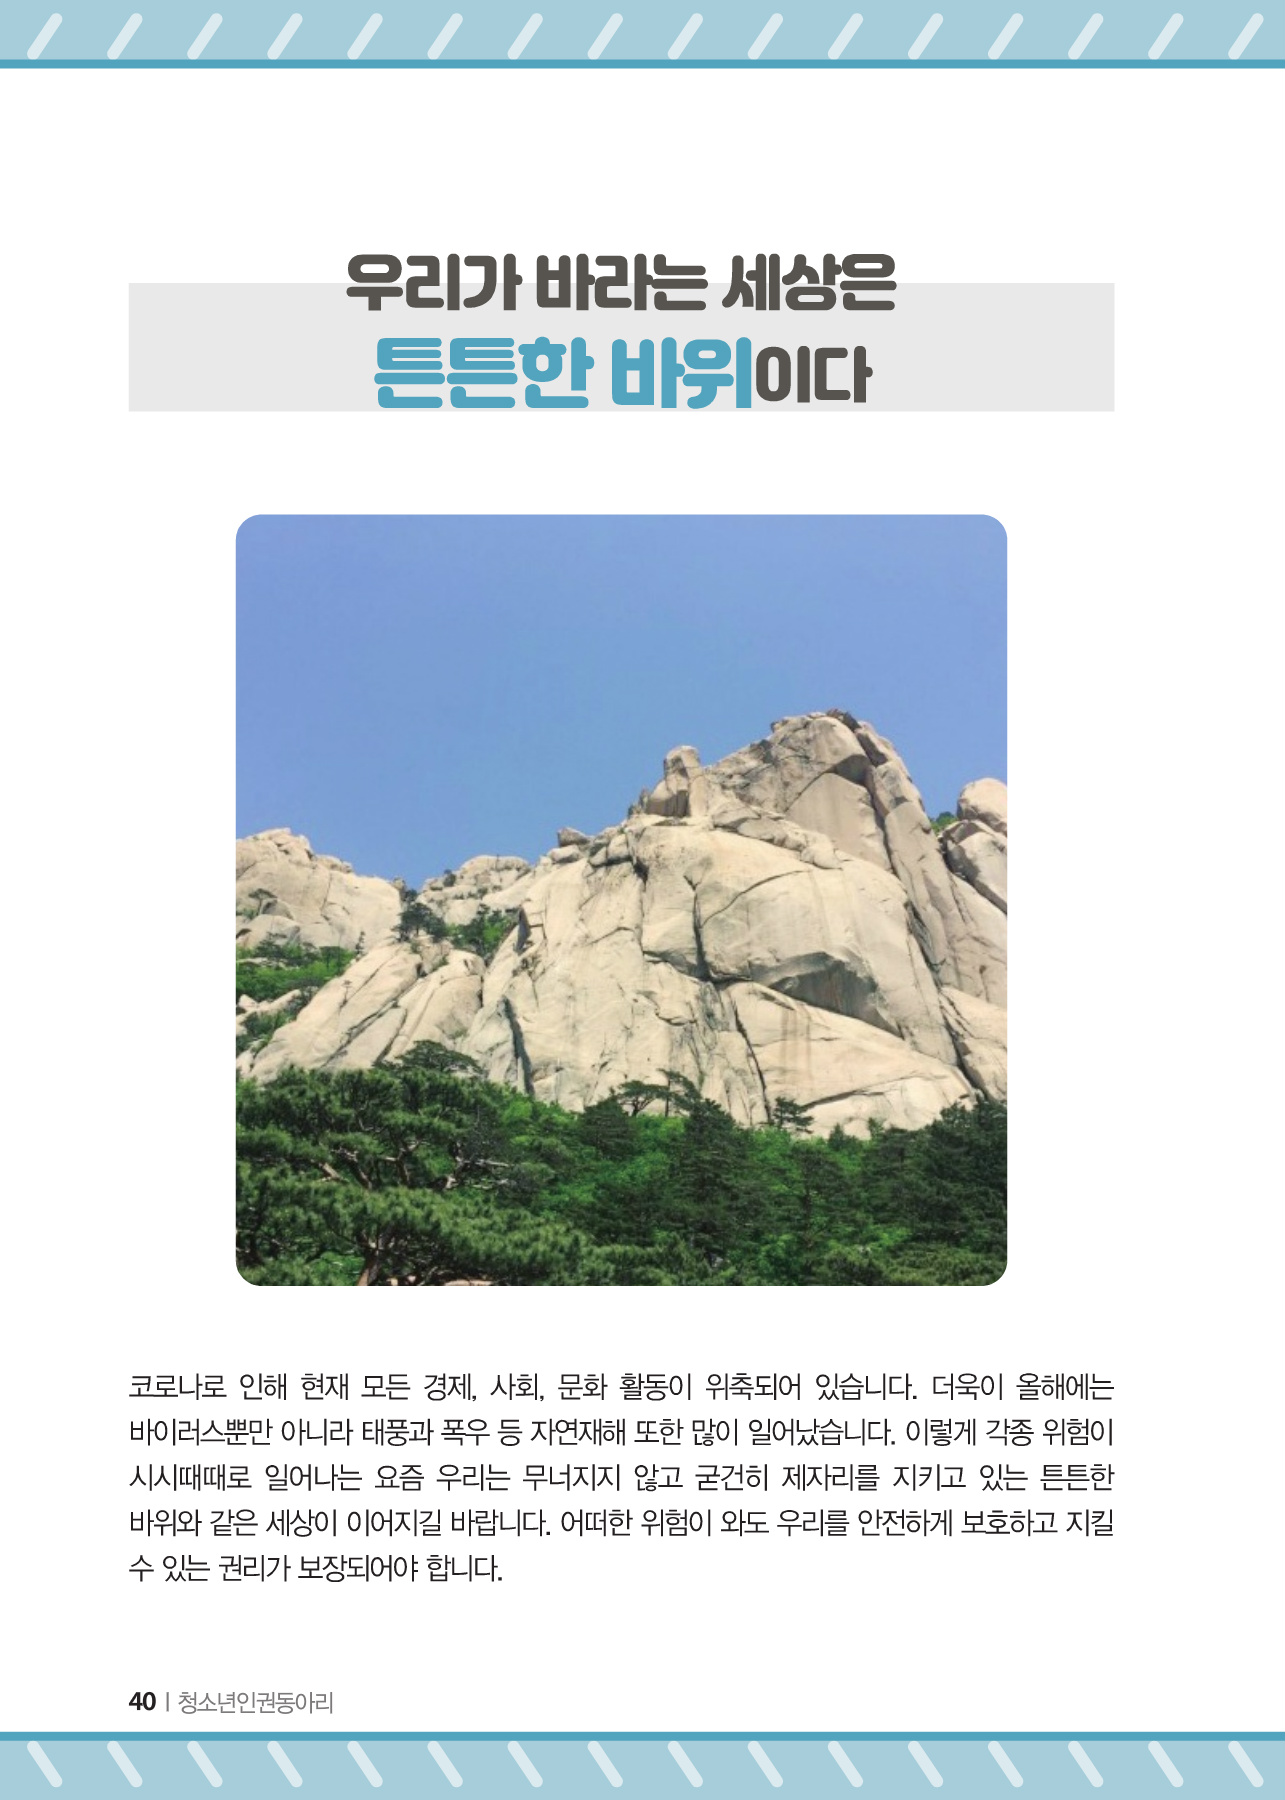 우리가 바라는 세상은
튼튼한 바위이다
코로나로 인해 현재 모든 경제, 사회, 문화 활동이 위축되어 있습니다. 더욱이 올해에는
바이러스뿐만 아니라 태풍과 폭우 등 자연재해 또한 많이 일어났습니다. 이렇게 각종 위험이
시시때때로 일어나는 요즘 우리는 무너지지 않고 굳건히 제자리를 지키고 있는 튼튼한
바위와 같은 세상이 이어지길 바랍니다. 어떠한 위험이 와도 우리를 안전하게 보호하고 지킬
수 있는 권리가 보장되어야 합니다.
40 | 청소년인권동아리